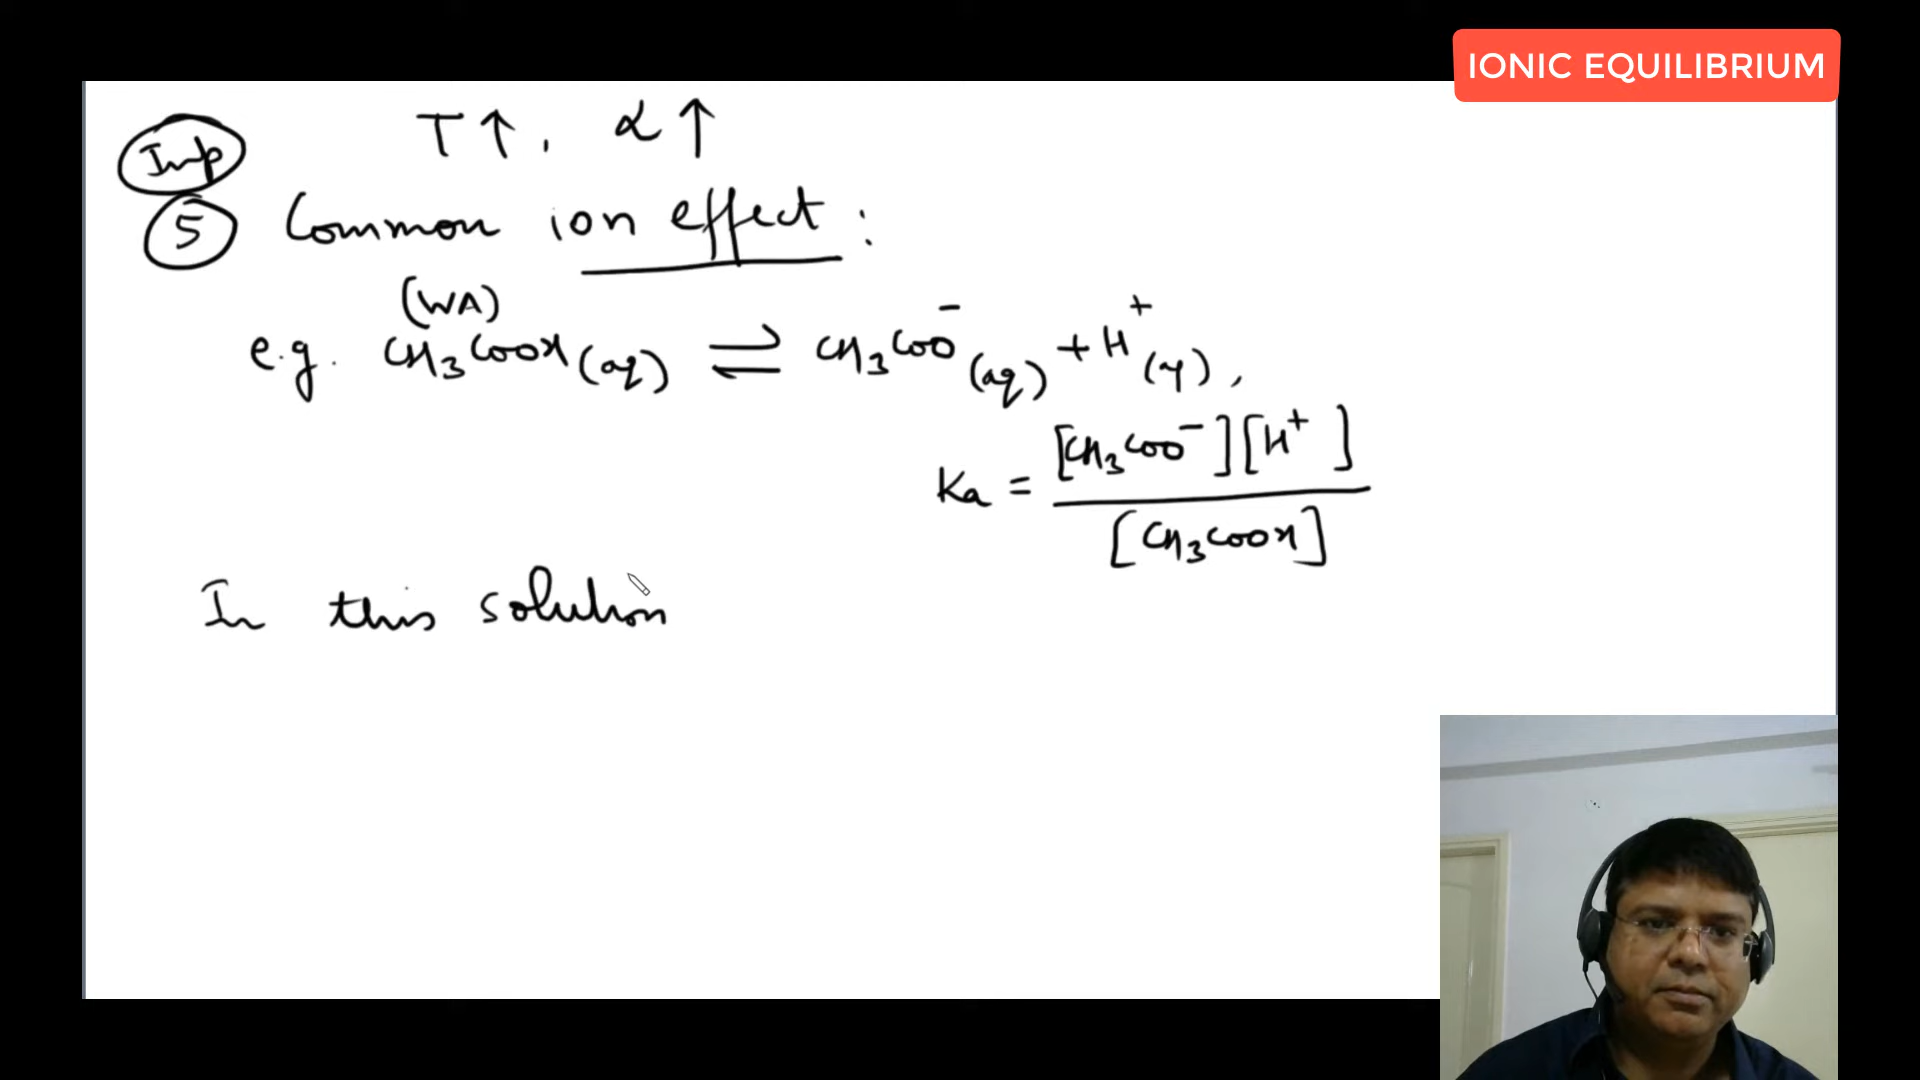 IONIC EQUILIBRIUM
T↑, α↑
Imp
⑤ Common ion effect :
(WA)
e.g. CH₃COOH (aq) ⇌ CH₃COO⁻ (aq) + H⁺ (aq),
Ka = [CH₃COO⁻][H⁺] / [CH₃COOH]
In this solution